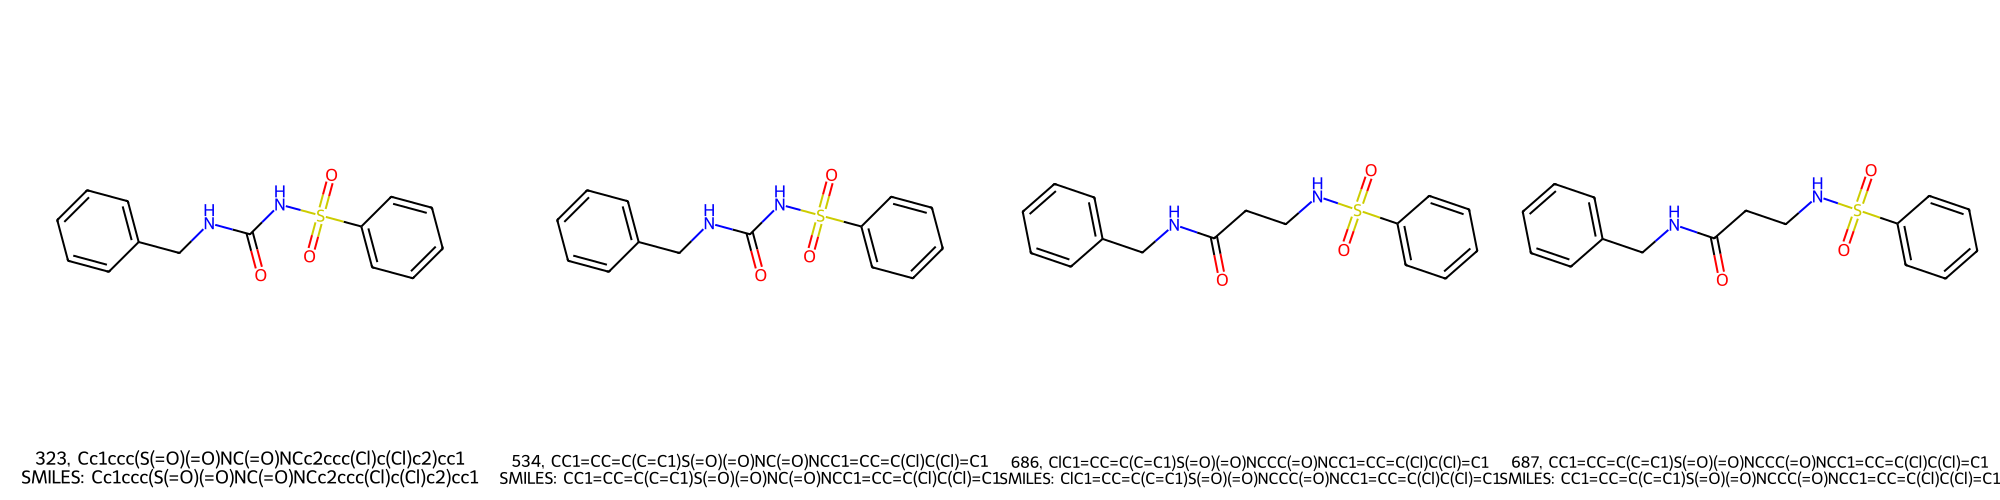 H N H N O S O O
H N H N O S O O
H N H N O S O O
H N H N O S O O
323, Cc1ccc(S(=O)(=O)NC(=O)NCc2ccc(Cl)c(Cl)c2)cc1
SMILES: Cc1ccc(S(=O)(=O)NC(=O)NCc2ccc(Cl)c(Cl)c2)cc1
534, CC1=CC=C(C=C1)S(=O)(=O)NC(=O)NCC1=CC=C(Cl)C(Cl)=C1
SMILES: CC1=CC=C(C=C1)S(=O)(=O)NC(=O)NCC1=CC=C(Cl)C(Cl)=C1
686, ClC1=CC=C(C=C1)S(=O)(=O)NCCC(=O)NCC1=CC=C(Cl)C(Cl)=C1
SMILES: ClC1=CC=C(C=C1)S(=O)(=O)NCCC(=O)NCC1=CC=C(Cl)C(Cl)=C1
687, CC1=CC=C(C=C1)S(=O)(=O)NCCC(=O)NCC1=CC=C(Cl)C(Cl)=C1
SMILES: CC1=CC=C(C=C1)S(=O)(=O)NCCC(=O)NCC1=CC=C(Cl)C(Cl)=C1